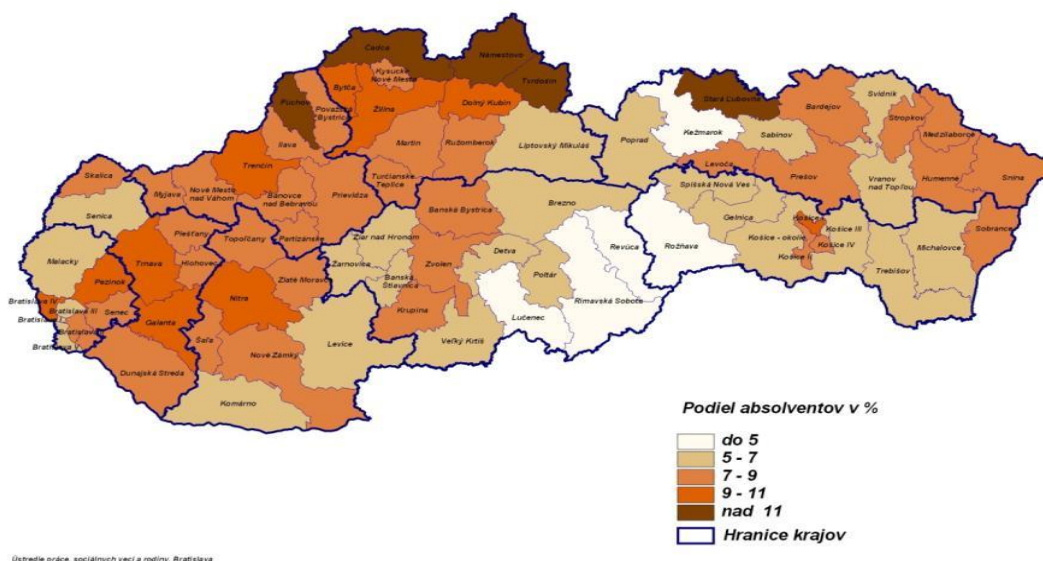 Čadca
Námestovo
Tvrdošín
Kysucké
Nové Mesto
Bytča
Púchov
Považská
Bystrica
Žilina
Dolný Kubín
Stará Ľubovňa
Kežmarok
Bardejov
Svidník
Stropkov
Medzilaborce
Ilava
Martin
Ružomberok
Liptovský Mikuláš
Poprad
Sabinov
Levoča
Prešov
Vranov
nad Topľou
Humenné
Snina
Skalica
Myjava
Nové Mesto
nad Váhom
Trenčín
Bánovce
nad Bebravou
Prievidza
Turčianske
Teplice
Senica
Piešťany
Topoľčany
Partizánske
Banská Bystrica
Brezno
Spišská Nová Ves
Gelnica
Košice I
Košice III
Košice - okolie
Košice IV
Košice II
Michalovce
Sobrance
Trebišov
Malacky
Trnava
Hlohovec
Zlaté Moravce
Žiar nad Hronom
Žarnovica
Banská
Štiavnica
Zvolen
Detva
Poltár
Revúca
Rožňava
Rimavská Sobota
Pezinok
Nitra
Krupina
Lučenec
Bratislava IV
Bratislava III
Senec
Galanta
Bratislava V
Šaľa
Levice
Veľký Krtíš
Nové Zámky
Dunajská Streda
Komárno
Podiel absolventov v %
do 5
5 - 7
7 - 9
9 - 11
nad 11
Hranice krajov
Ústredie práce, sociálnych vecí a rodiny, Bratislava